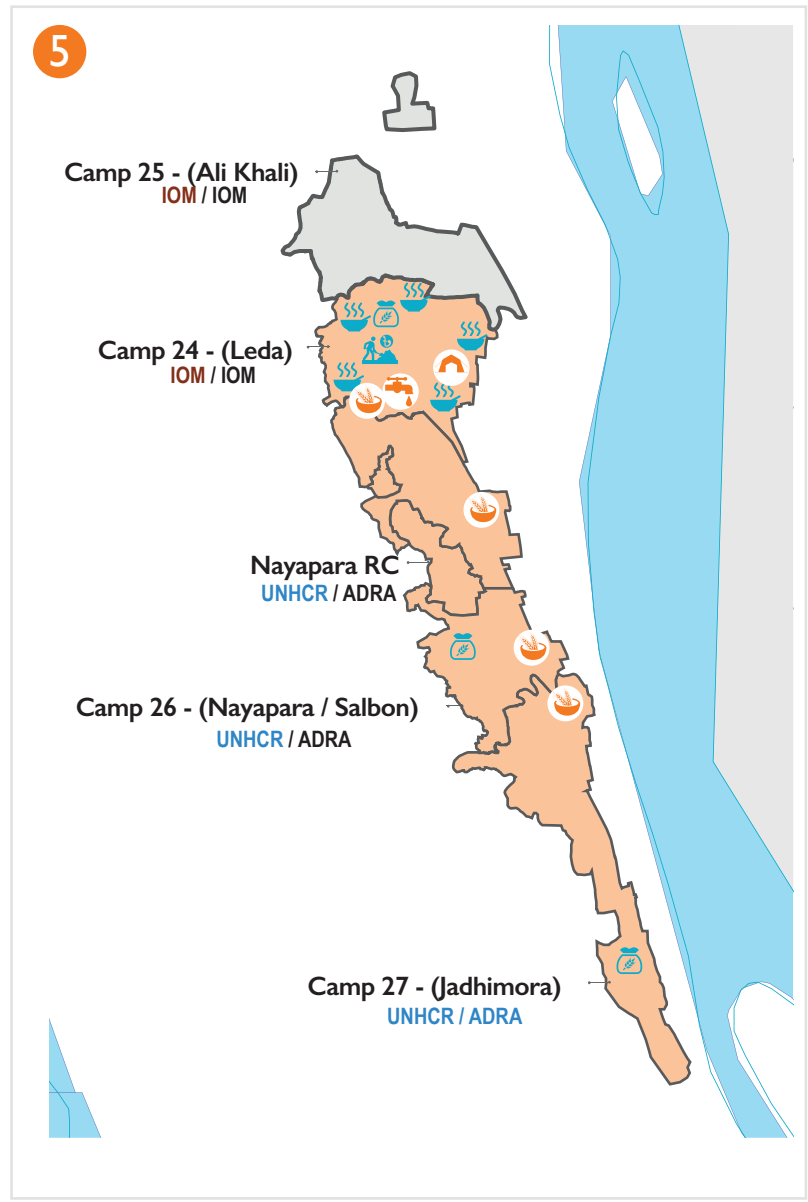 5
Camp 25 - (Ali Khali)
IOM / IOM
Camp 24 - (Leda)
IOM / IOM
Nayapara RC
UNHCR / ADRA
Camp 26 - (Nayapara / Salbon)
UNHCR / ADRA
Camp 27 - (Jadhimora)
UNHCR / ADRA